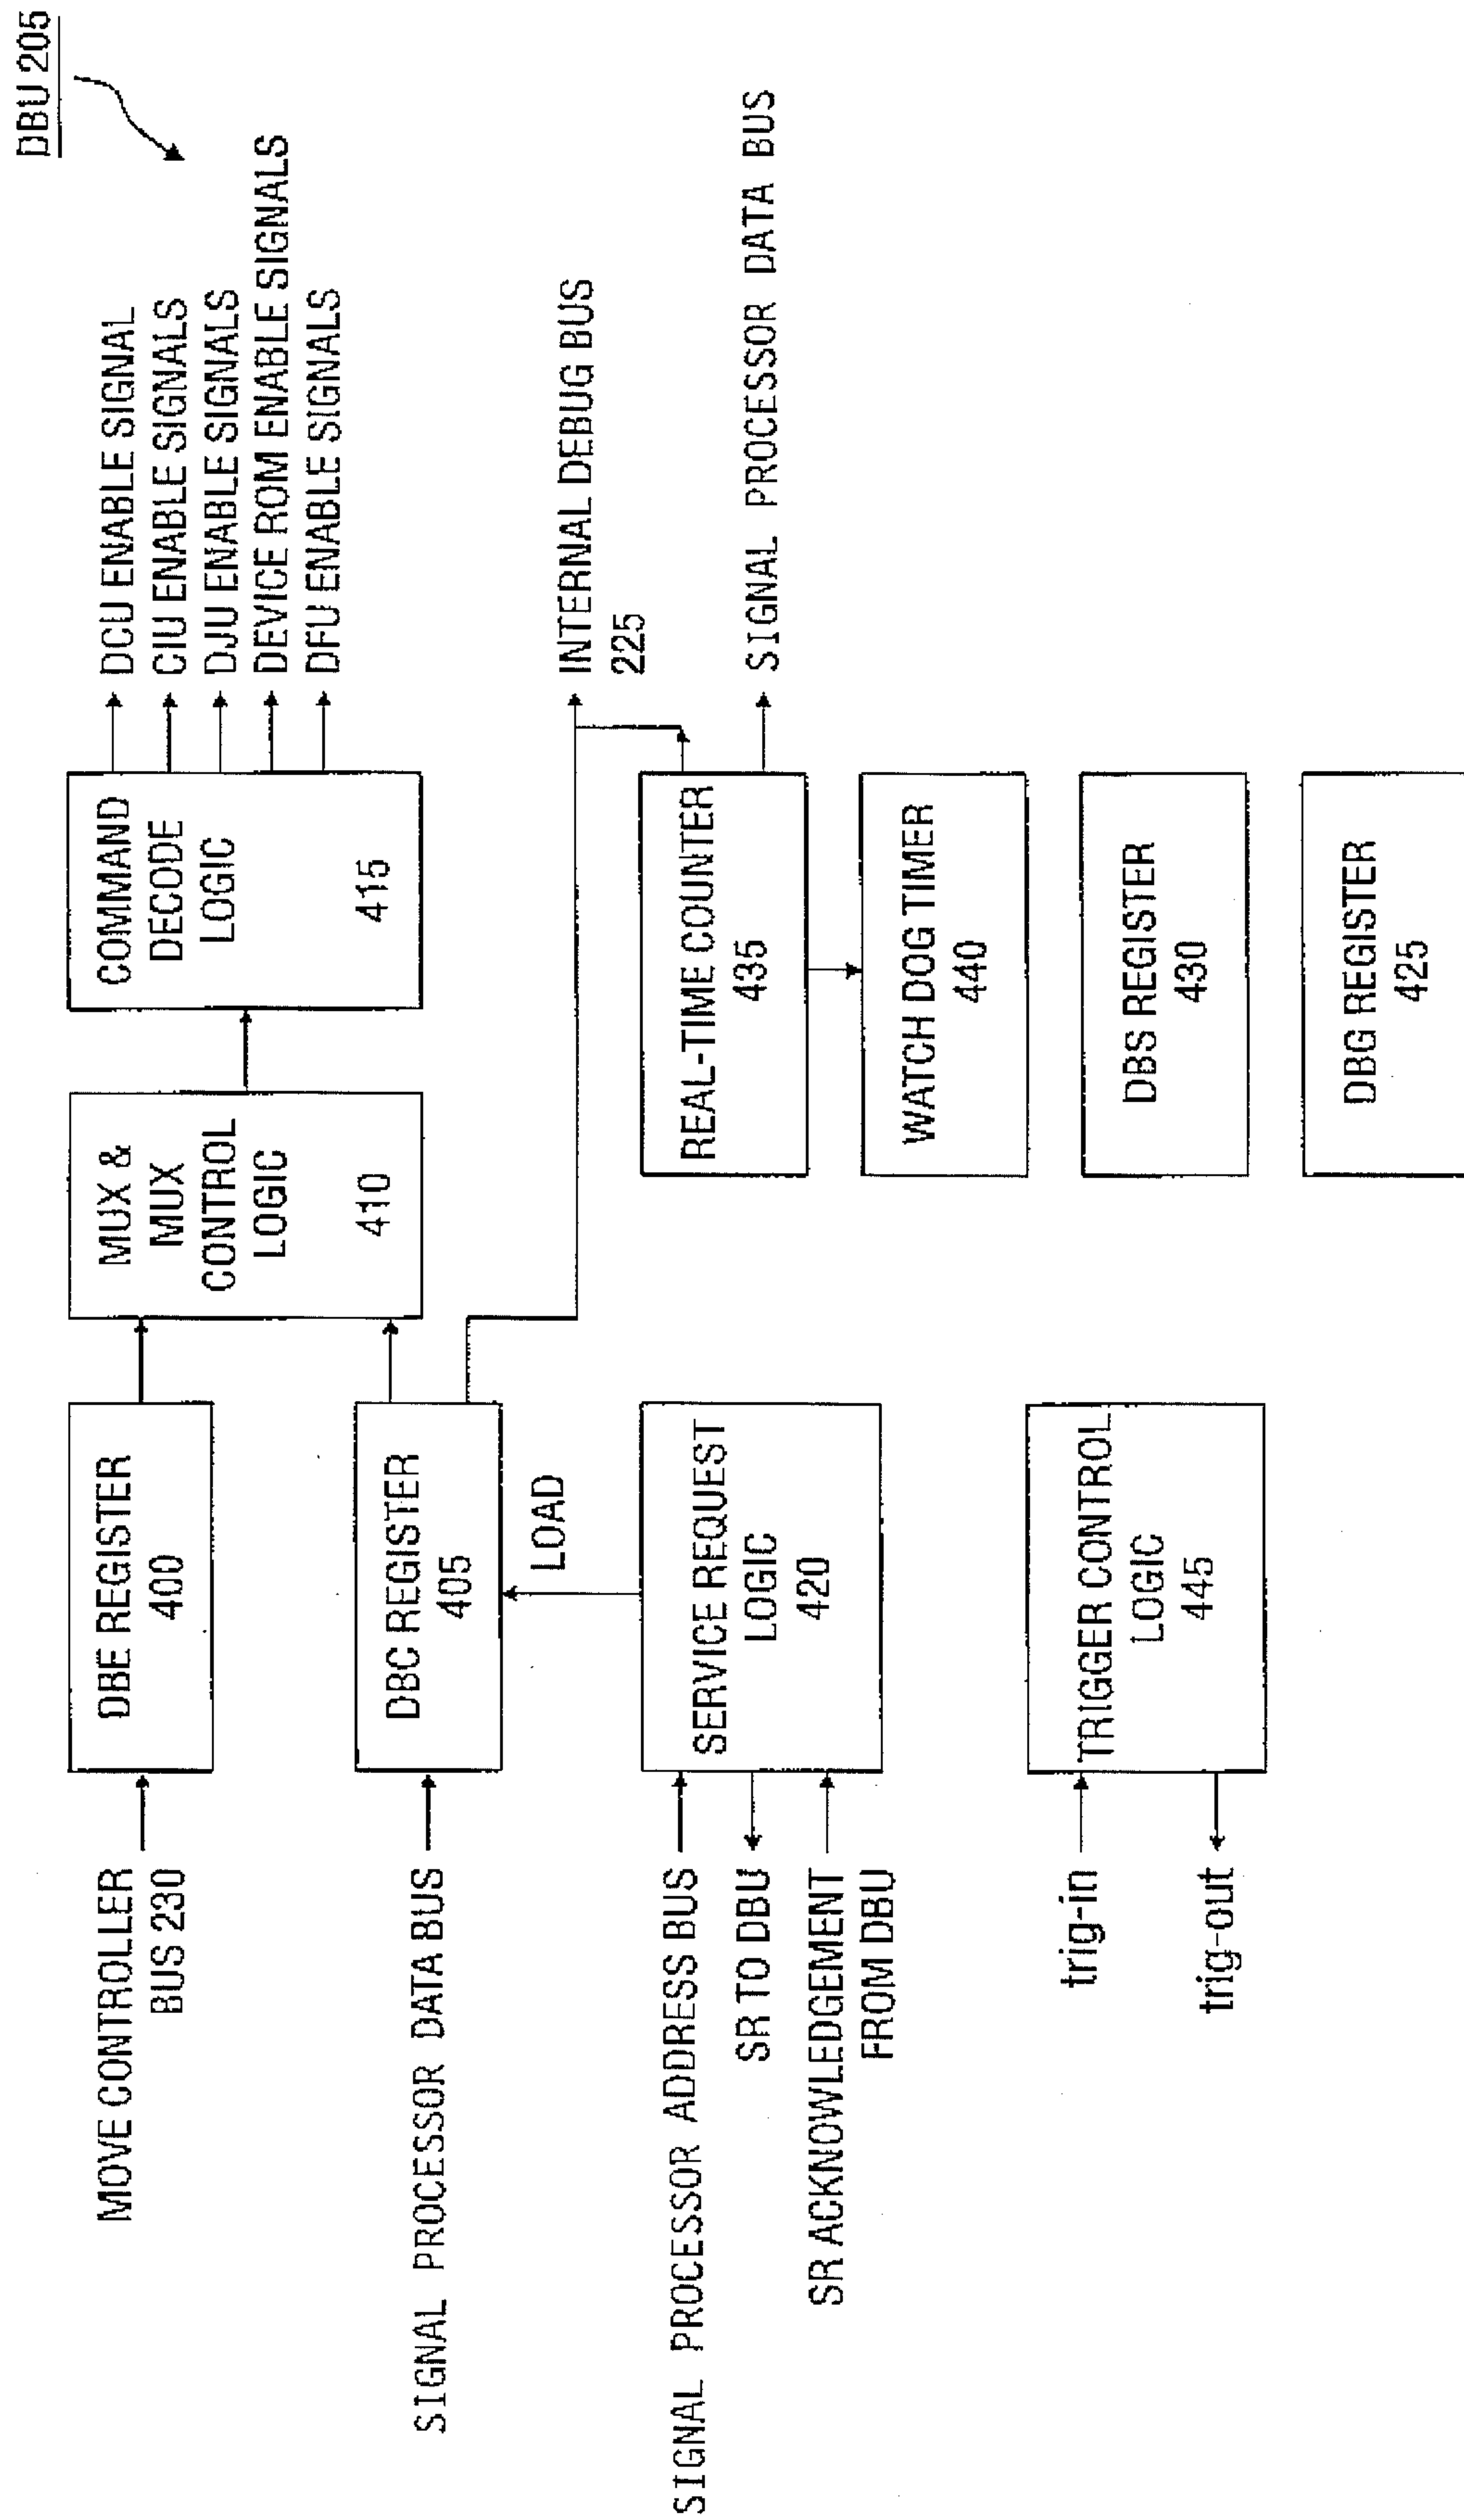 DBU 205
MOVE CONTROLLER
BUS 230
DBE REGISTER
400
MUX &
MUX
CONTROL
LOGIC
410
COMMAND
DECODE
LOGIC
415
DCU ENABLE SIGNAL
CIU ENABLE SIGNALS
DJU ENABLE SIGNALS
DEVICE ROM ENABLE SIGNALS
DFU ENABLE SIGNALS
SIGNAL PROCESSOR DATA BUS
DBC REGISTER
405
LOAD
INTERNAL DEBUG BUS
225
SIGNAL PROCESSOR ADDRESS BUS
SR TO DBU
SR ACKNOWLEDGEMENT
FROM DBU
SERVICE REQUEST
LOGIC
420
REAL-TIME COUNTER
435
SIGNAL PROCESSOR DATA BUS
WATCH DOG TIMER
440
trig-in
trig-out
TRIGGER CONTROL
LOGIC
445
DBS REGISTER
430
DBG REGISTER
425